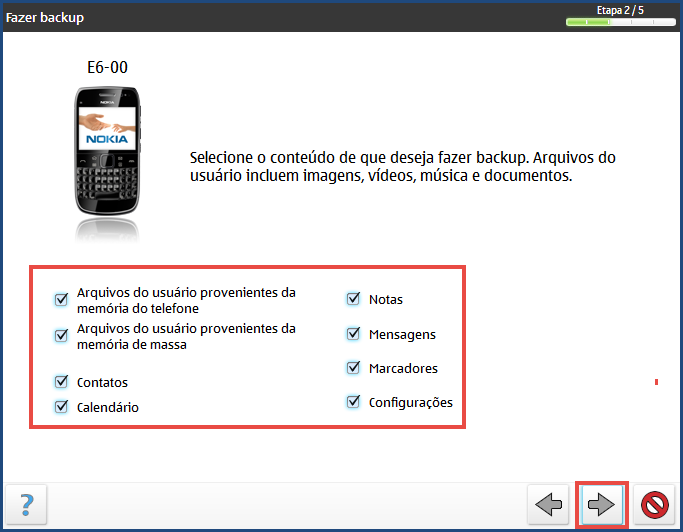 Fazer backup
Etapa 2 / 5
E6-00
NOKIA
NOKIA
Selecione o conteúdo de que deseja fazer backup. Arquivos do
usuário incluem imagens, vídeos, música e documentos.
Arquivos do usuário provenientes da
memória do telefone
Arquivos do usuário provenientes da
memória de massa
Contatos
Calendário
Notas
Mensagens
Marcadores
Configurações
?